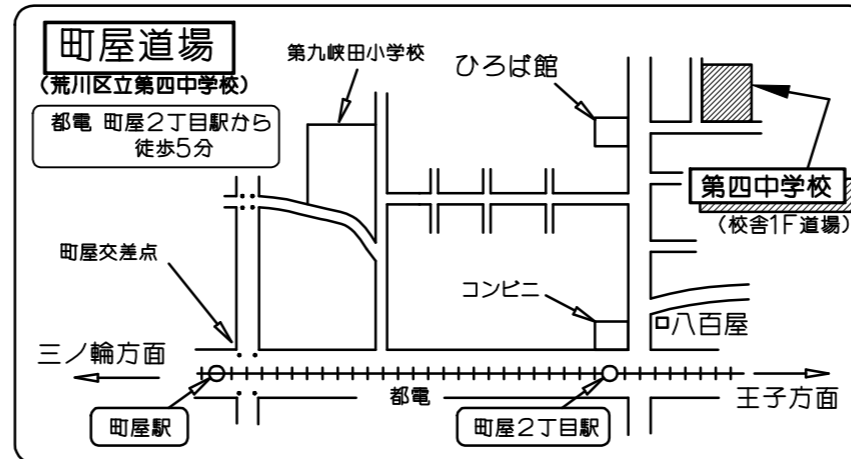 町屋道場
(荒川区立第四中学校)
都電 町屋2丁目駅から
徒歩5分
第九峡田小学校
ひろば館
第四中学校
(校舎1F道場)
町屋交差点
コンビニ
八百屋
三ノ輪方面
都電
王子方面
町屋駅
町屋2丁目駅